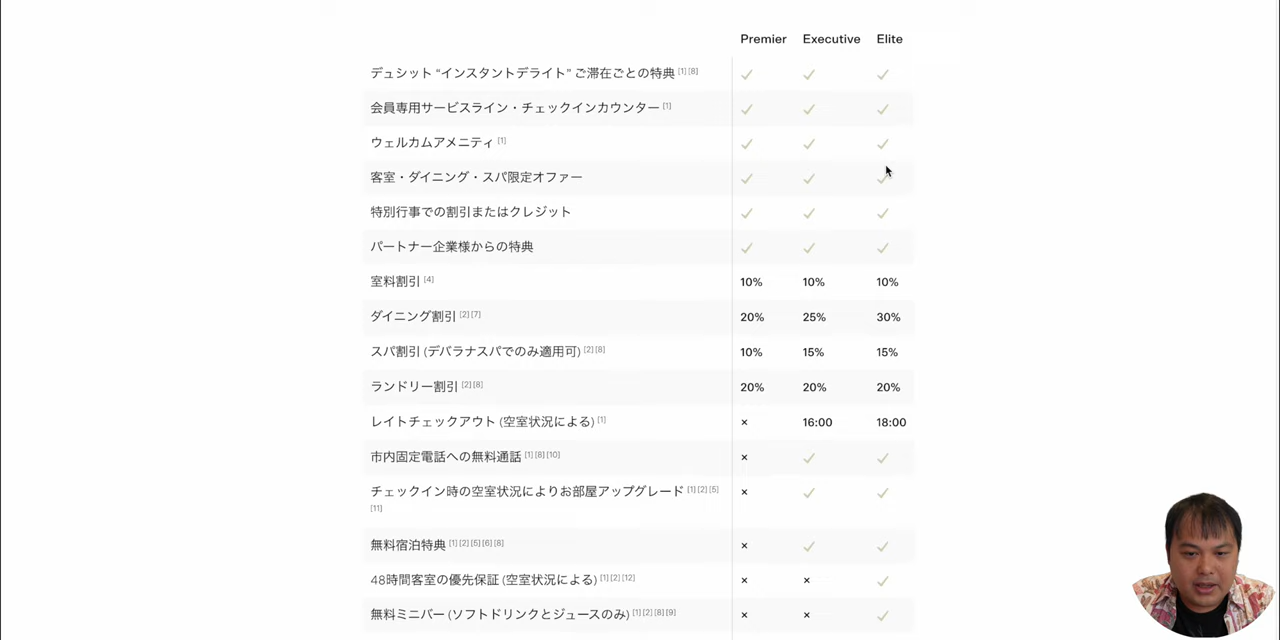 Premier Executive Elite
デュシット “インスタントデライト” ご滞在ごとの特典 [1] [8]
会員専用サービスライン・チェックインカウンター [1]
ウェルカムアメニティ [1]
客室・ダイニング・スパ限定オファー
特別行事での割引またはクレジット
パートナー企業様からの特典
室料割引 [4] 10% 10% 10%
ダイニング割引 [2] [7] 20% 25% 30%
スパ割引 (デバラナスパでのみ適用可) [2] [8] 10% 15% 15%
ランドリー割引 [2] [8] 20% 20% 20%
レイトチェックアウト (空室状況による) [1] × 16:00 18:00
市内固定電話への無料通話 [1] [8] [10] ×
チェックイン時の空室状況によりお部屋アップグレード [1] [2] [5] ×
[11]
無料宿泊特典 [1] [2] [5] [6] [8] ×
48時間客室の優先保証 (空室状況による) [1] [2] [12] × ×
無料ミニバー (ソフトドリンクとジュースのみ) [1] [2] [8] [9] × ×